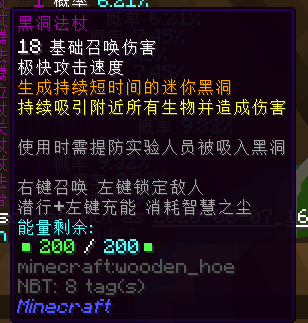 概率 6.21%
黑洞法杖
18 基础召唤伤害
极快攻击速度
生成持续短时间的迷你黑洞
持续吸引附近所有生物并造成伤害
使用时需提防实验人员被吸入黑洞
右键召唤 左键锁定敌人
潜行+左键充能 消耗智慧之尘
能量剩余:
200 / 200
minecraft:wooden_hoe
NBT: 8 tag(s)
Minecraft